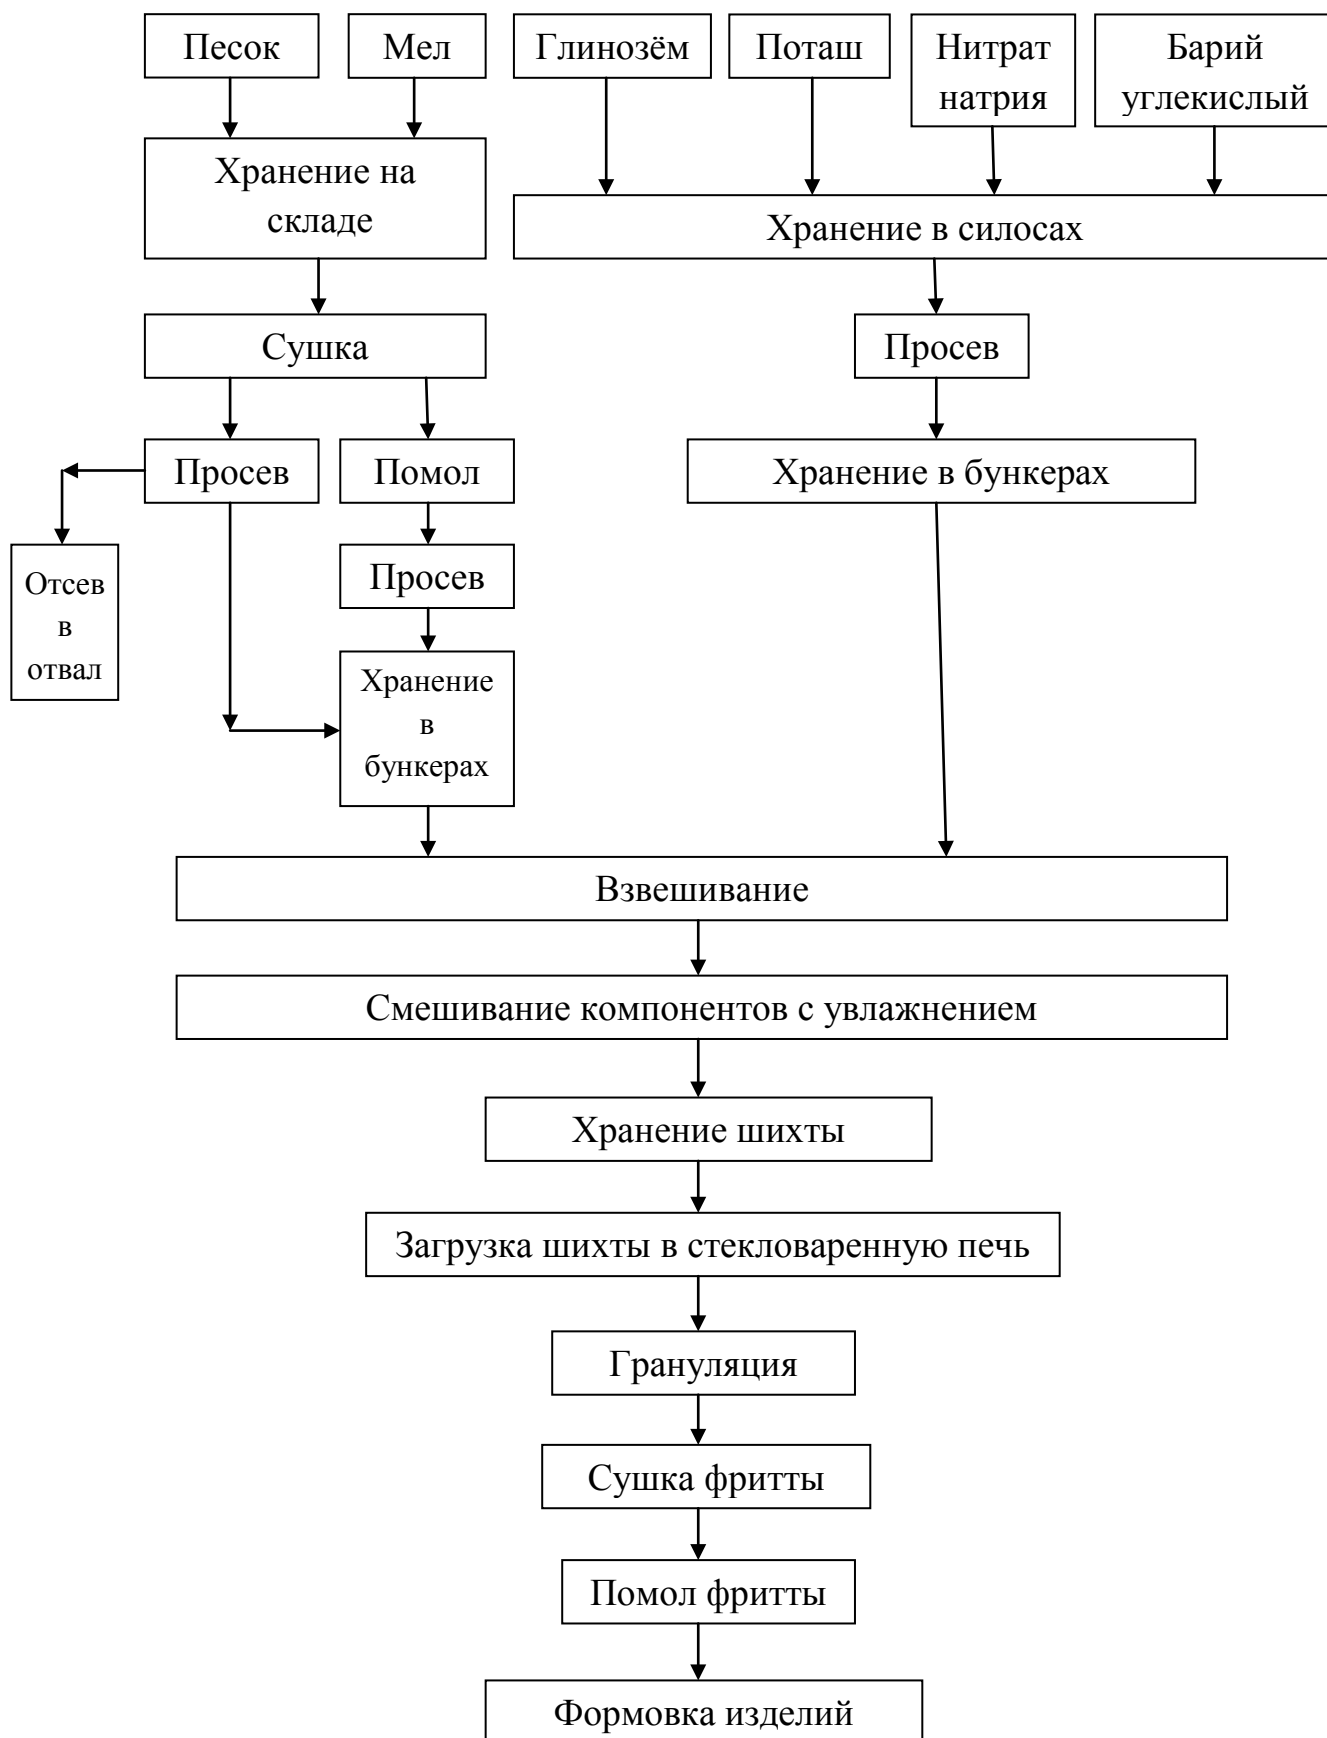 Песок
Мел
Глинозём
Поташ
Нитрат
натрия
Барий
углекислый
Хранение на
складе
Хранение в силосах
Сушка
Просев
Просев
Помол
Хранение в бункерах
Отсев
в
отвал
Просев
Хранение
в
бункерах
Взвешивание
Смешивание компонентов с увлажнением
Хранение шихты
Загрузка шихты в стекловаренную печь
Грануляция
Сушка фритты
Помол фритты
Формовка изделий